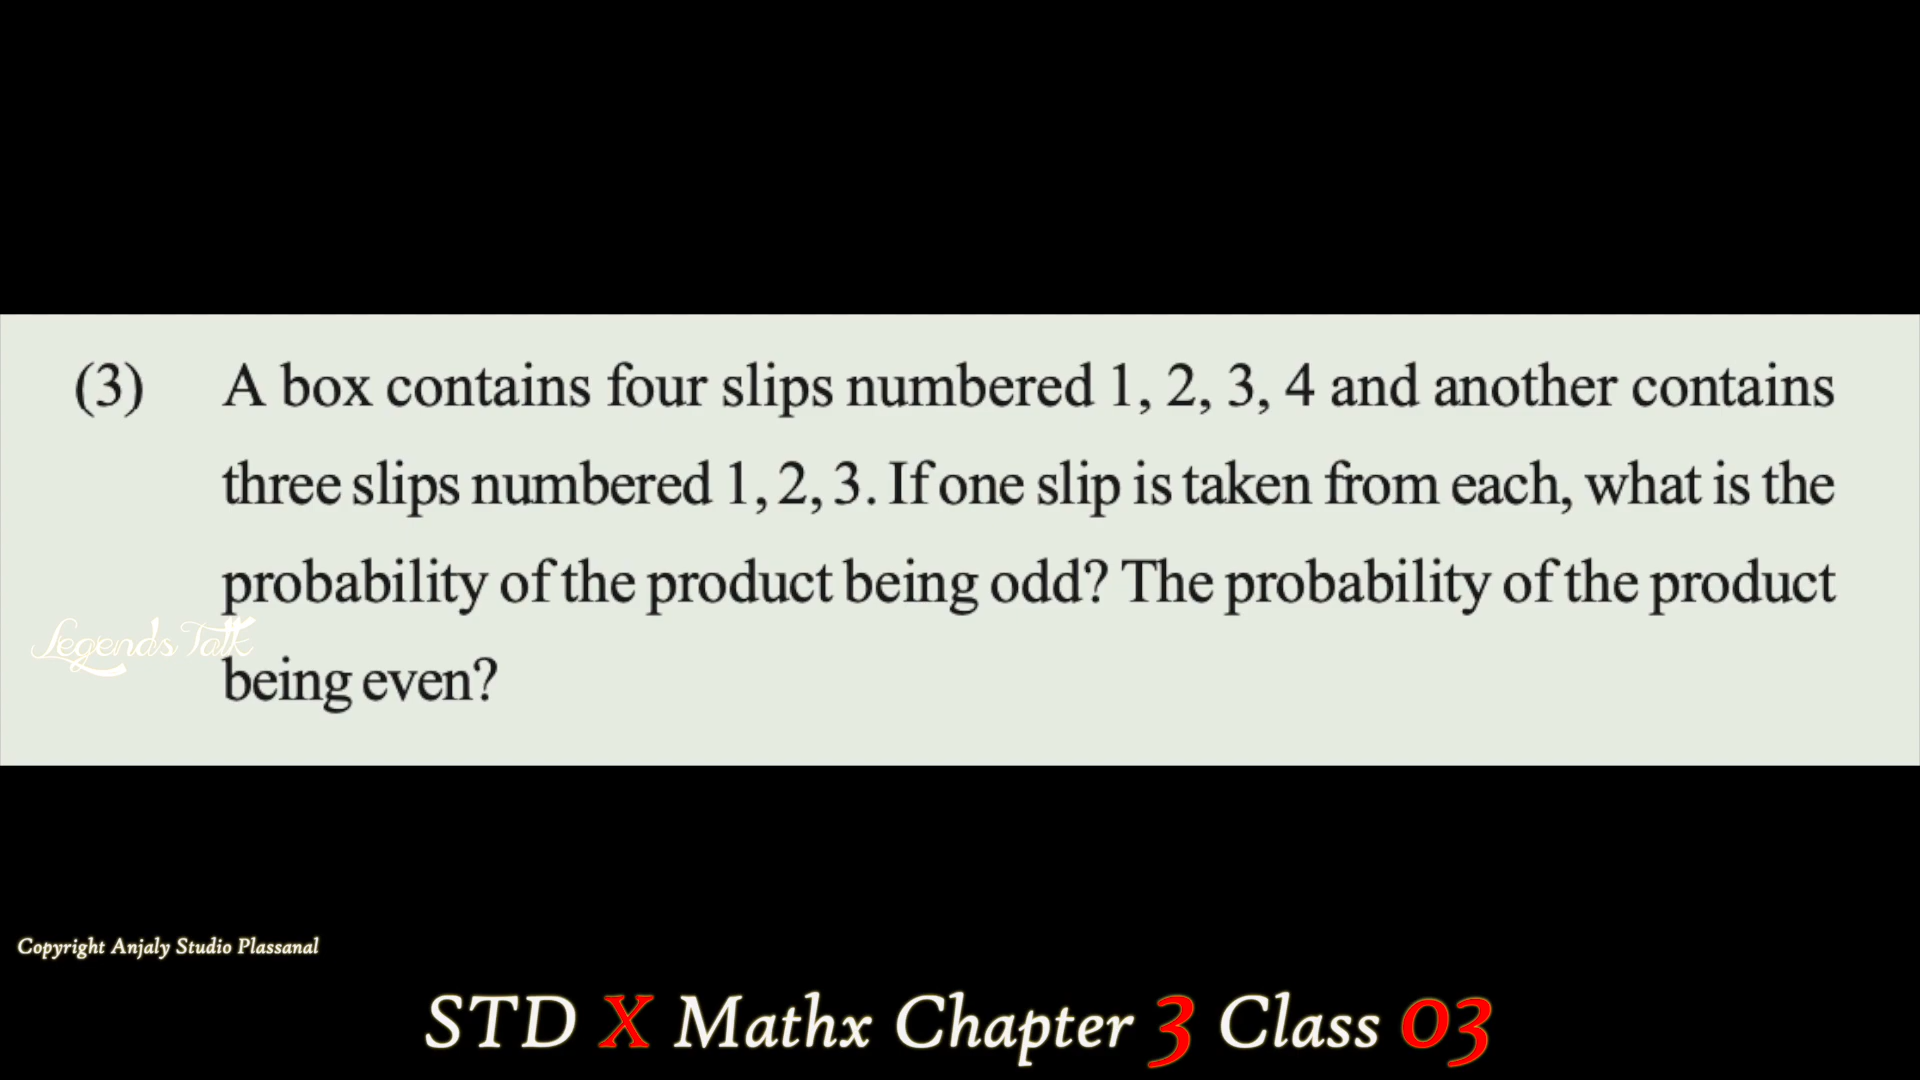 (3) A box contains four slips numbered 1, 2, 3, 4 and another contains
three slips numbered 1, 2, 3. If one slip is taken from each, what is the
probability of the product being odd? The probability of the product
being even?
Legends Talk
Copyright Anjaly Studio Plassanal
STD X Mathx Chapter 3 Class 03